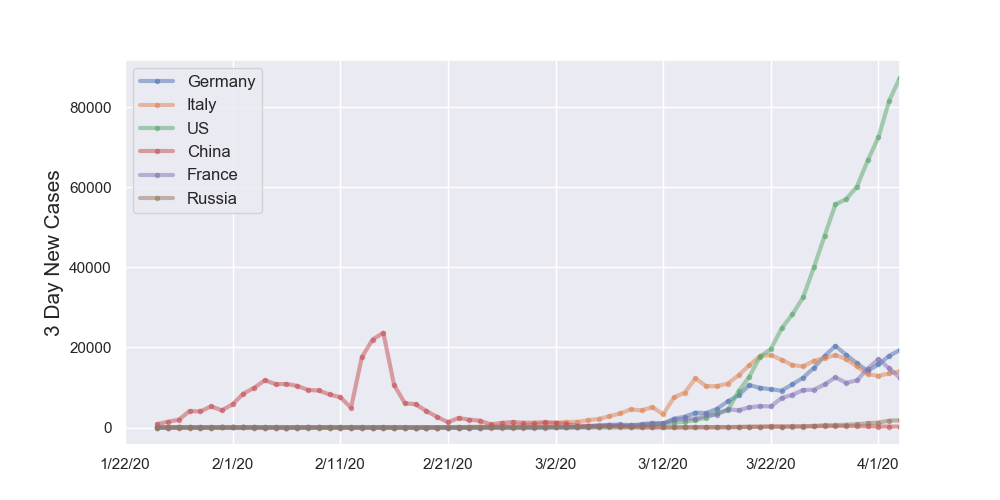 Germany
Italy
US
China
France
Russia
3 Day New Cases
80000
60000
40000
20000
0
1/22/20 2/1/20 2/11/20 2/21/20 3/2/20 3/12/20 3/22/20 4/1/20